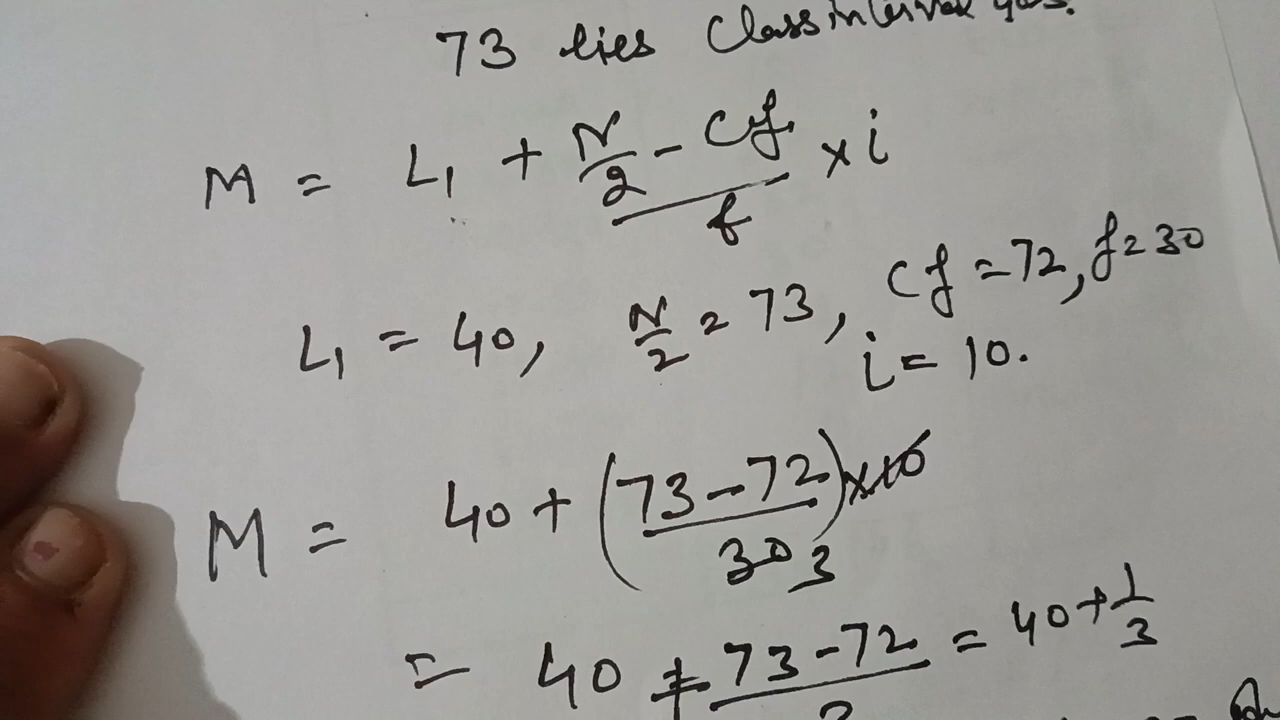 73 lies Class interval
M = L₁ + (N/2 - Cf)/f × i
L₁ = 40, N/2 = 73, Cf = 72, f = 30
i = 10.
M = 40 + (73-72/30)×10 3
= 40 + 73-72/3 = 40 + 1/3